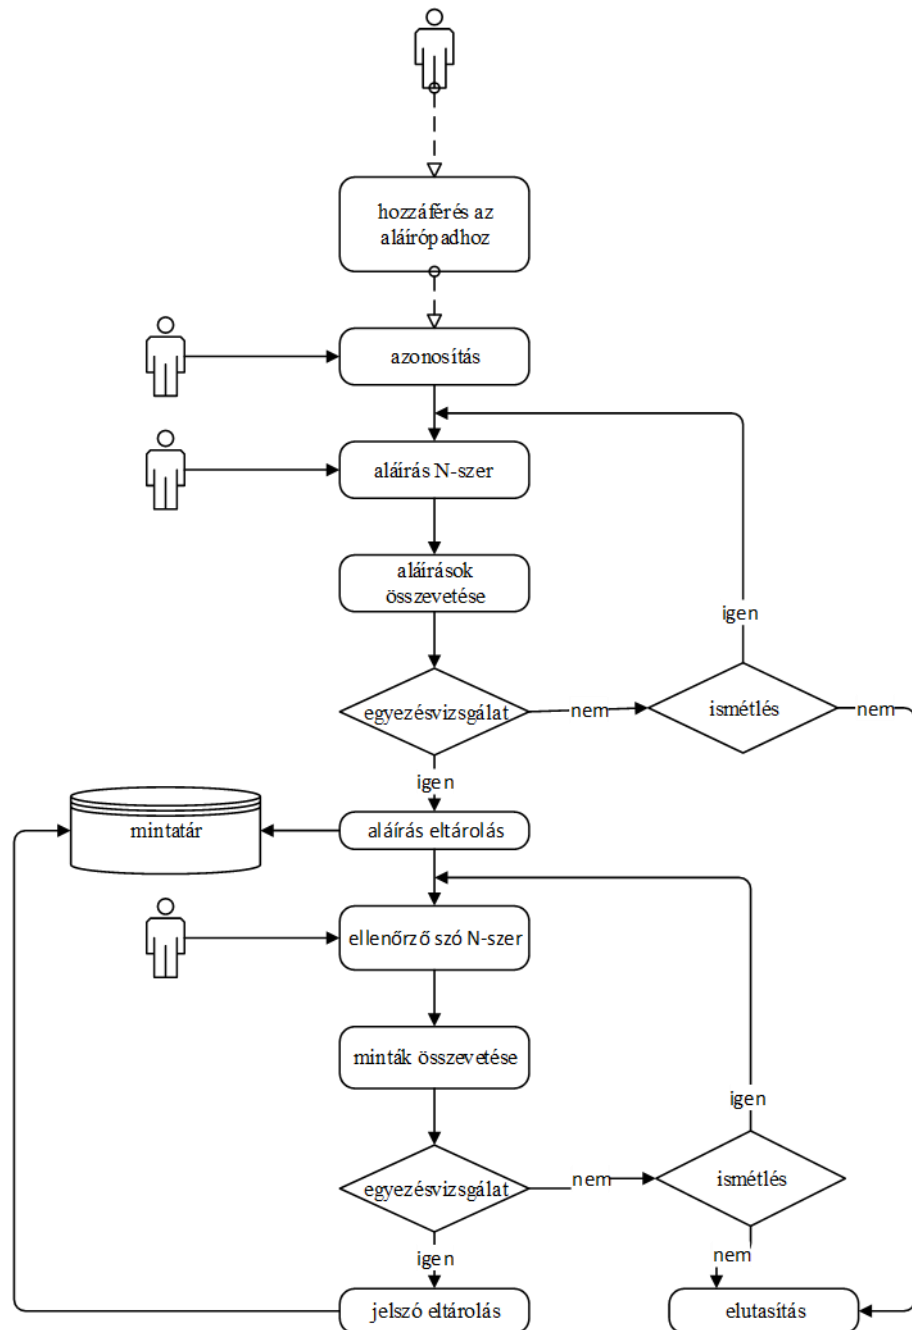 hozzáférés az
aláírópadhoz
azonosítás
aláírás N-szer
aláírások
összevetése
igen
egyezésvizsgálat
nem
ismétlés
nem
igen
mintatár
aláírás eltárolás
ellenőrző szó N-szer
minták összevetése
igen
egyezésvizsgálat
nem
ismétlés
igen
nem
jelszó eltárolás
elutasítás